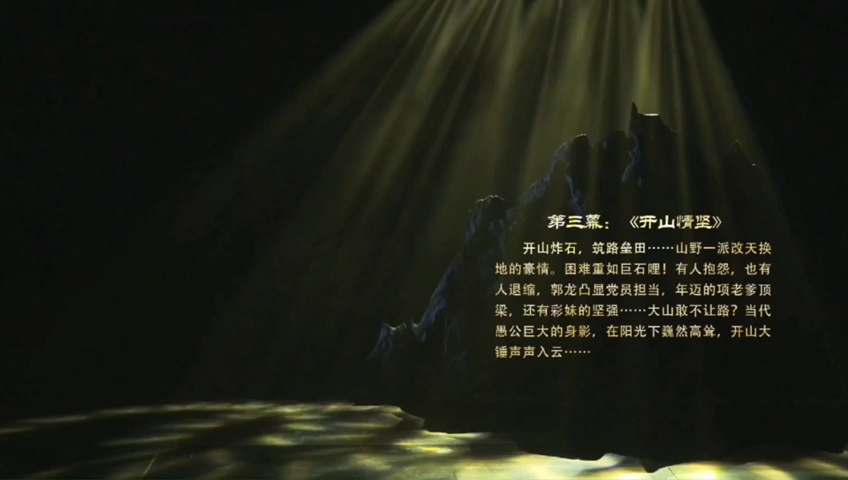 第三幕：《开山情坚》
开山炸石，筑路垒田……山野一派改天换
地的豪情。困难重如巨石哩！有人抱怨，也有
人退缩，郭龙凸显党员担当，年迈的项老爹顶
梁，还有彩妹的坚强……大山敢不让路？当代
愚公巨大的身影，在阳光下巍然高耸，开山大
锤声声入云……